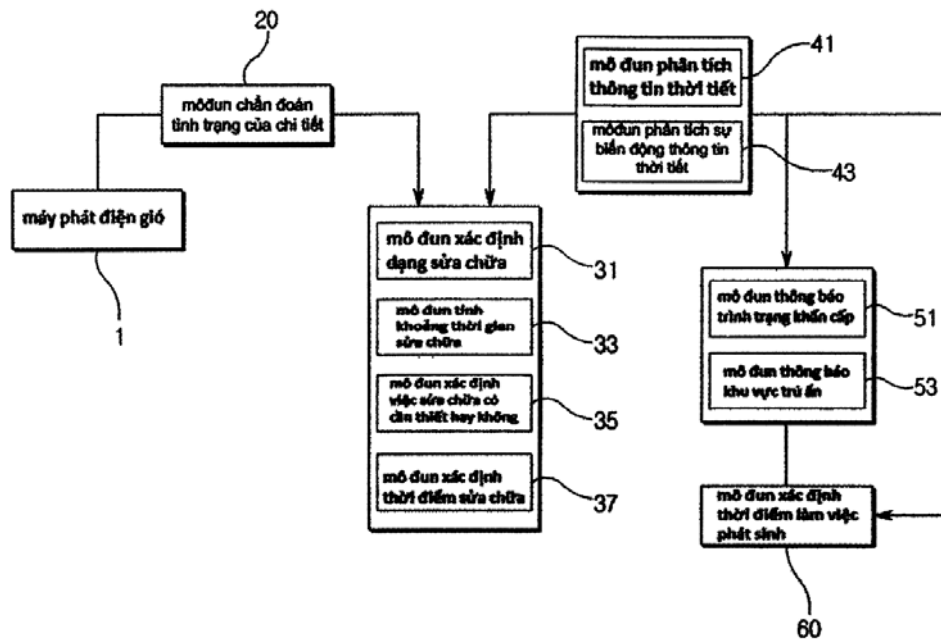 20
môđun chẩn đoán
tình trạng của chi tiết
máy phát điện gió
1
mô đun phân tích
thông tin thời tiết
41
môđun phân tích sự
biến động thông tin
thời tiết
43
mô đun xác định
dạng sửa chữa
31
mô đun tính
khoảng thời gian
sửa chữa
33
mô đun xác định
việc sửa chữa có
cần thiết hay không
35
mô đun xác định
thời điểm sửa chữa
37
mô đun thông báo
trình trạng khẩn cấp
51
mô đun thông báo
khu vực trú ẩn
53
mô đun xác định
thời điểm làm việc
phát sinh
60